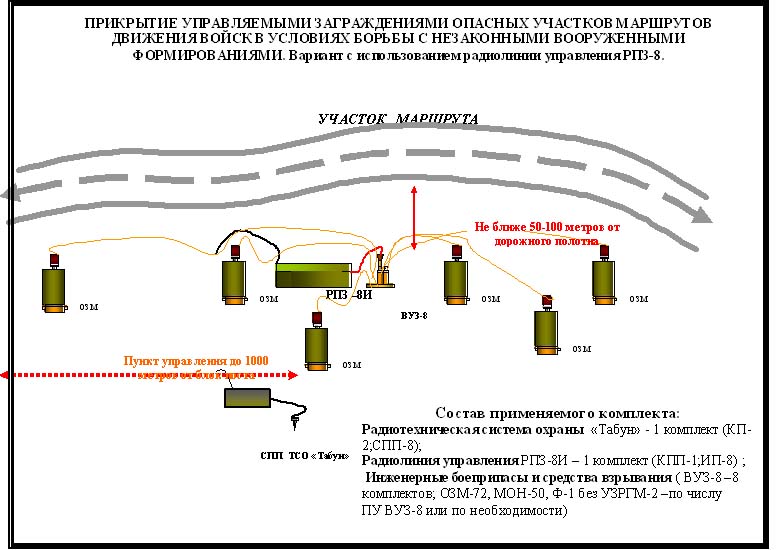 ПРИКРЫТИЕ УПРАВЛЯЕМЫМИ ЗАГРАЖДЕНИЯМИ ОПАСНЫХ УЧАСТКОВ МАРШРУТОВ
ДВИЖЕНИЯ ВОЙСК В УСЛОВИЯХ БОРЬБЫ С НЕЗАКОННЫМИ ВООРУЖЕННЫМИ
ФОРМИРОВАНИЯМИ. Вариант с использованием радиолинии управления РПЗ-8.
УЧАСТОК МАРШРУТА
Не ближе 50-100 метров от
дорожного полотна
ОЗМ
ОЗМ
РПЗ –8И
ОЗМ
ОЗМ
ВУЗ-8
ОЗМ
ОЗМ
Пункт управления до 1000
метров от
СПП ТСО «Табун»
Состав применяемого комплекта:
Радиотехническая система охраны «Табун» - 1 комплект (КП-
2;СПП-8);
Радиолиния управления РПЗ-8И – 1 комплект (КПП-1;ИП-8) ;
Инженерные боеприпасы и средства взрывания ( ВУЗ-8 –8
комплектов; ОЗМ-72, МОН-50, Ф-1 без УЗРГМ-2 –по числу
ПУ ВУЗ-8 или по необходимости)